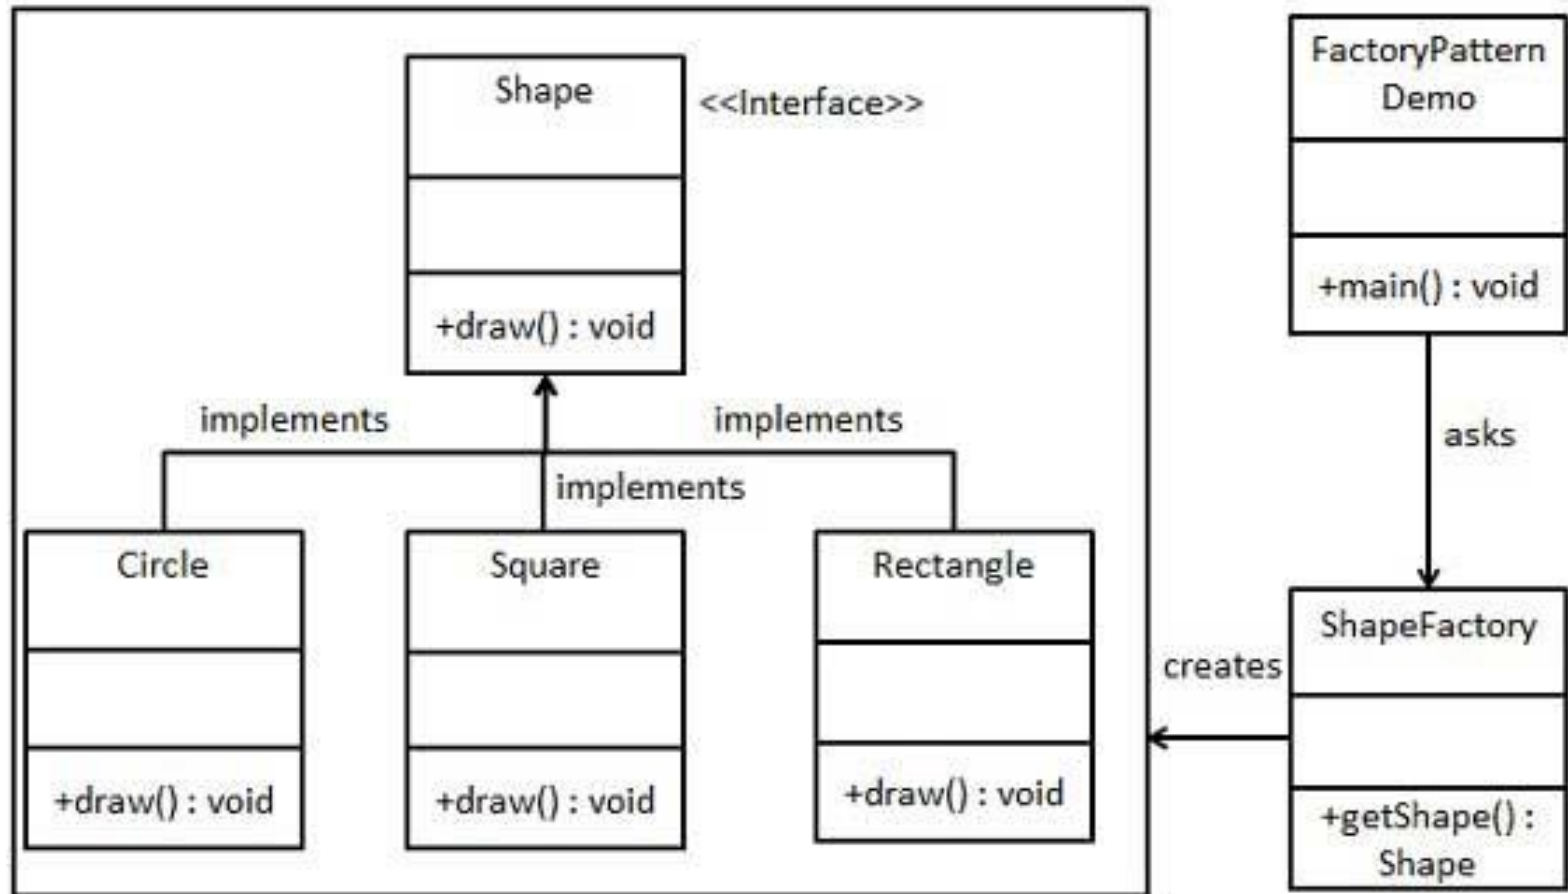 Shape
<<Interface>>
+draw() : void
implements
implements
implements
Circle
+draw() : void
Square
+draw() : void
Rectangle
+draw() : void
FactoryPattern
Demo
+main() : void
asks
creates
ShapeFactory
+getShape() :
Shape